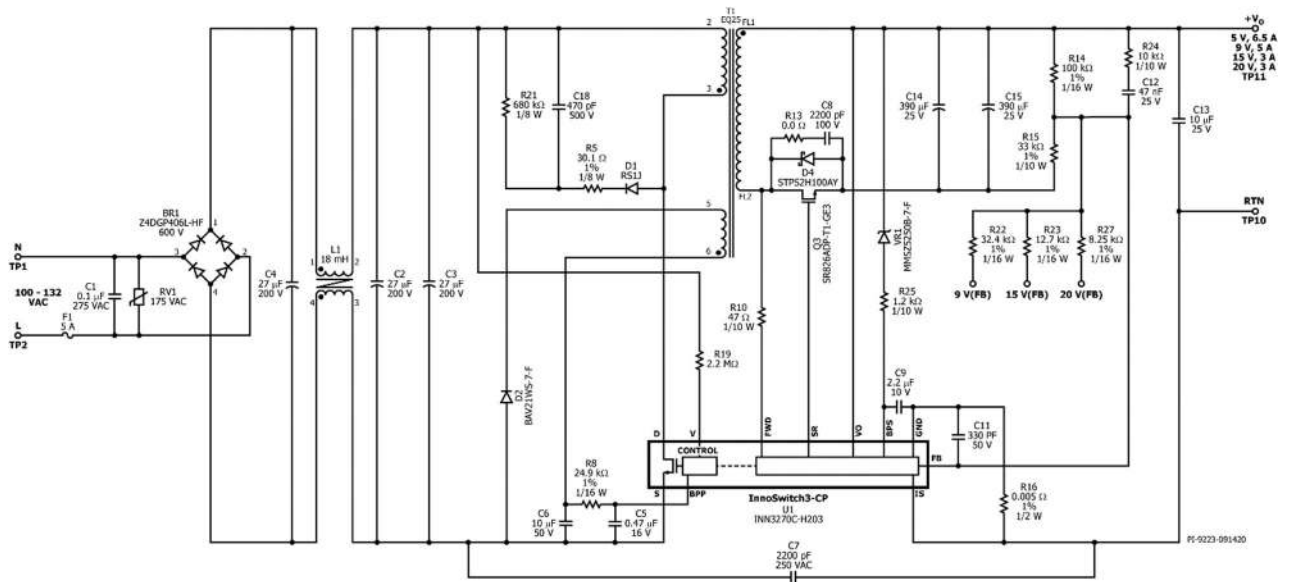 T1
EQ25
2
FL1
+VO
5 V, 6.5 A
9 V, 5 A
15 V, 3 A
20 V, 3 A
TP11
R24
10 kΩ
1/10 W
R14
100 kΩ
1%
1/16 W
C12
47 nF
25 V
R21
680 kΩ
1/8 W
C18
470 pF
500 V
3
C14
390 µF
25 V
C15
390 µF
25 V
C8
2200 pF
100 V
R13
0.0 Ω
C13
10 µF
25 V
R15
33 kΩ
1%
1/10 W
R5
30.1 Ω
1%
1/8 W
D1
RS1J
D4
STPS2H100AY
FL2
BR1
Z4DGP406L-HF
600 V
1
5
RTN
TP10
N
TP1
3
2
6
Q3
SR826ADP-T1-GE3
VR1
MMSZ5250B-7-F
R22
32.4 kΩ
1%
1/16 W
R23
12.7 kΩ
1%
1/16 W
R27
8.25 kΩ
1%
1/16 W
L1
18 mH
1
2
C4
27 µF
200 V
C2
27 µF
200 V
C3
27 µF
200 V
4
4
3
100 - 132
VAC
C1
0.1 µF
275 VAC
RV1
175 VAC
9 V(FB)
15 V(FB)
20 V(FB)
R25
1.2 kΩ
1/10 W
R10
47 Ω
1/10 W
F1
5 A
L
TP2
R19
2.2 MΩ
D2
BAV21WS-7-F
C9
2.2 µF
10 V
D
V
FWD
SR
VO
BPS
GND
C11
330 PF
50 V
CONTROL
FB
R8
24.9 kΩ
1%
1/16 W
S
BPP
InnoSwitch3-CP
U1
INN3270C-H203
IS
R16
0.005 Ω
1%
1/2 W
C6
10 µF
50 V
C5
0.47 µF
16 V
PI-9223-091420
C7
2200 pF
250 VAC